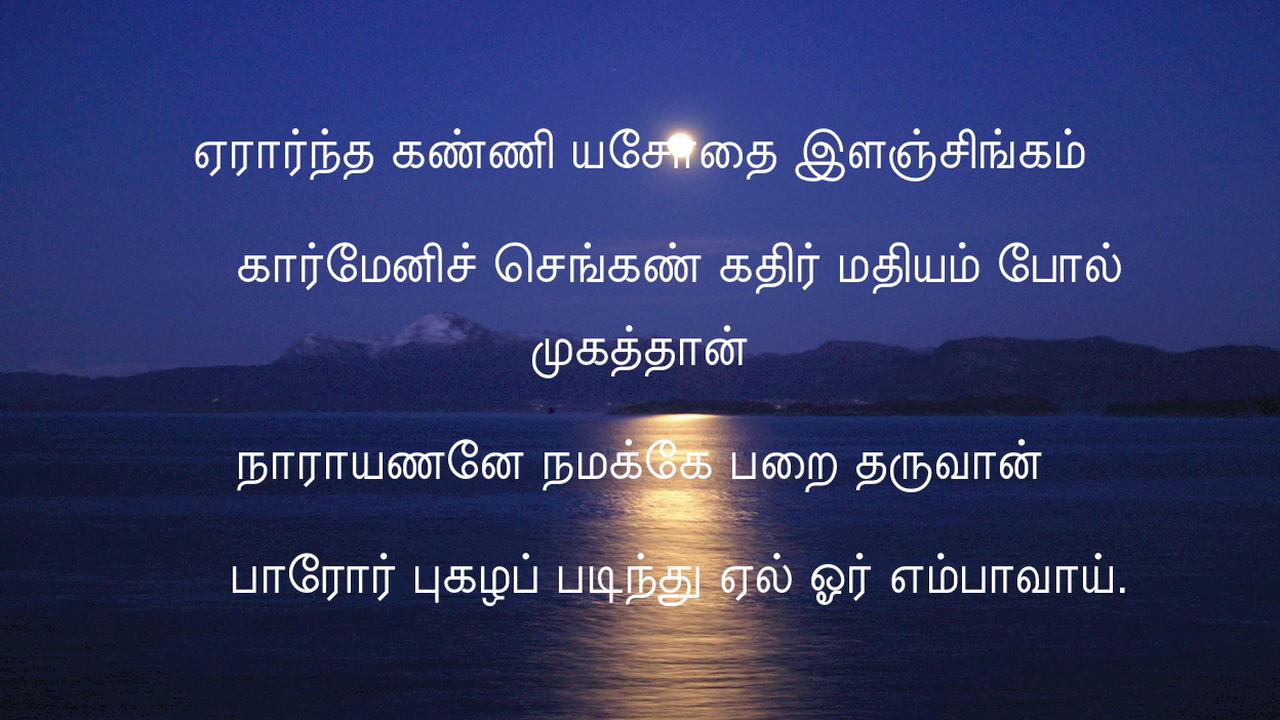 ஏரார்ந்த கண்ணி யசோதை இளஞ்சிங்கம்
கார்மேனிச் செங்கண் கதிர் மதியம் போல்
முகத்தான்
நாராயணனே நமக்கே பறை தருவான்
பாரோர் புகழப் படிந்து ஏல் ஓர் எம்பாவாய்.